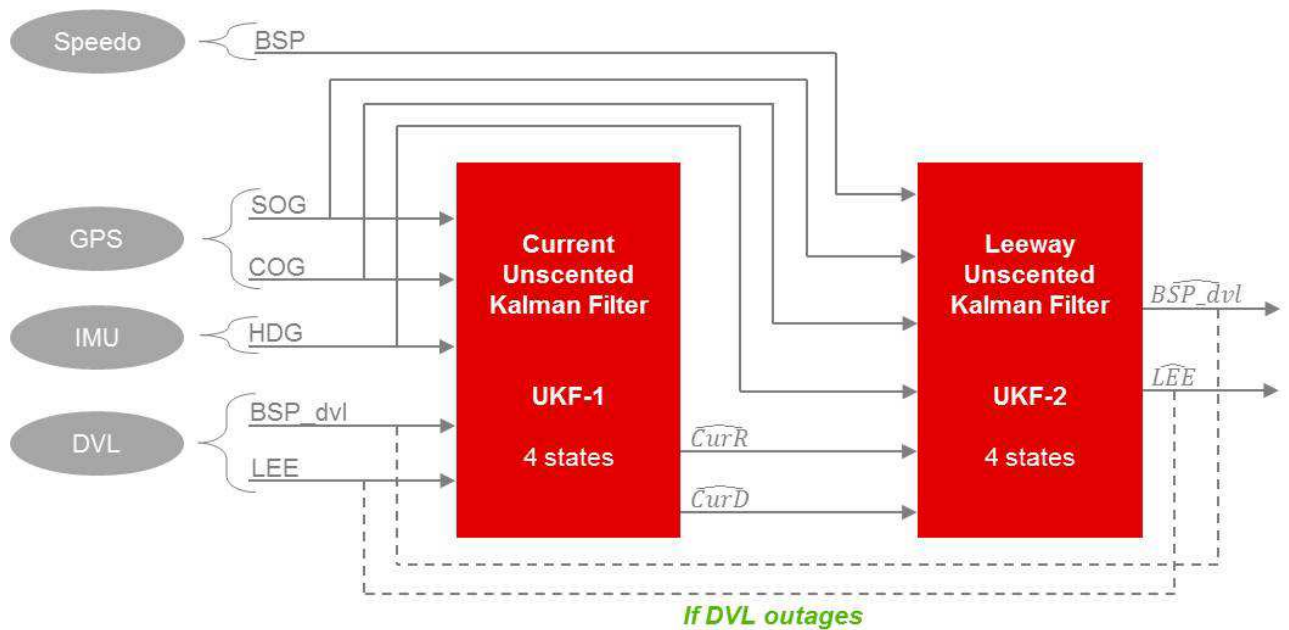 Speedo
BSP
GPS
SOG
COG
IMU
HDG
DVL
BSP_dvl
LEE
Current
Unscented
Kalman Filter
UKF-1
4 states
CurR
CurD
Leeway
Unscented
Kalman Filter
UKF-2
4 states
BSP_dvl
LEE
If DVL outages